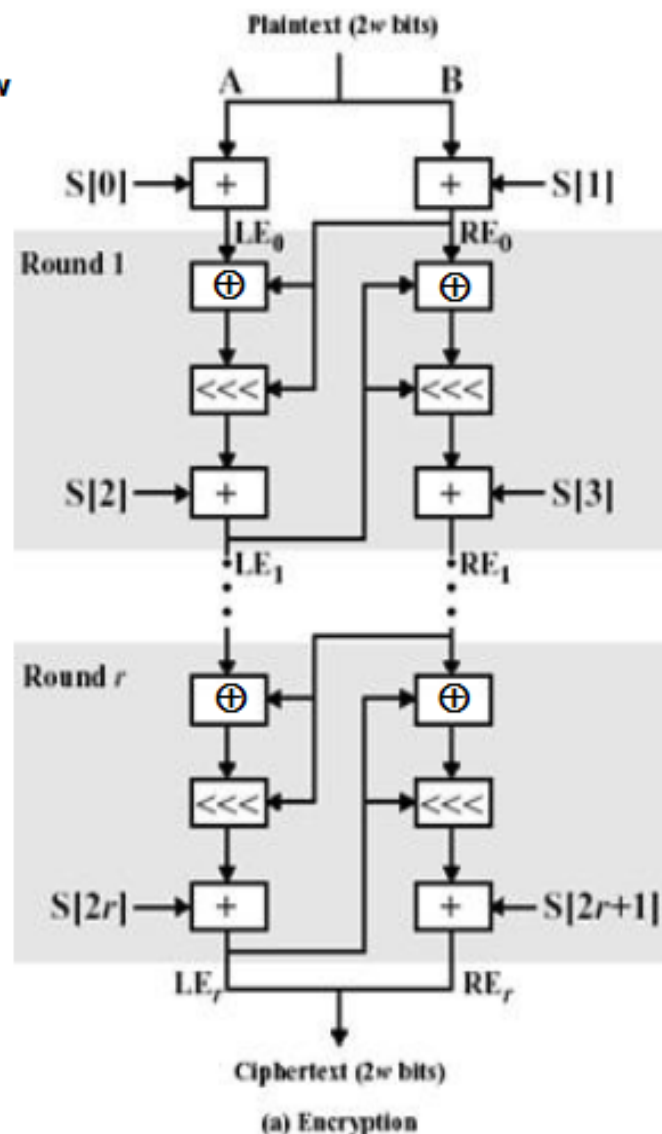 Plaintext (2w bits)
w
A B
S[0] + + S[1]
LE0 RE0
Round 1
⊕ ⊕
<<< <<<
S[2] + + S[3]
LE1 RE1
Round r
⊕ ⊕
<<< <<<
S[2r] + + S[2r+1]
LEr REr
Ciphertext (2w bits)
(a) Encryption